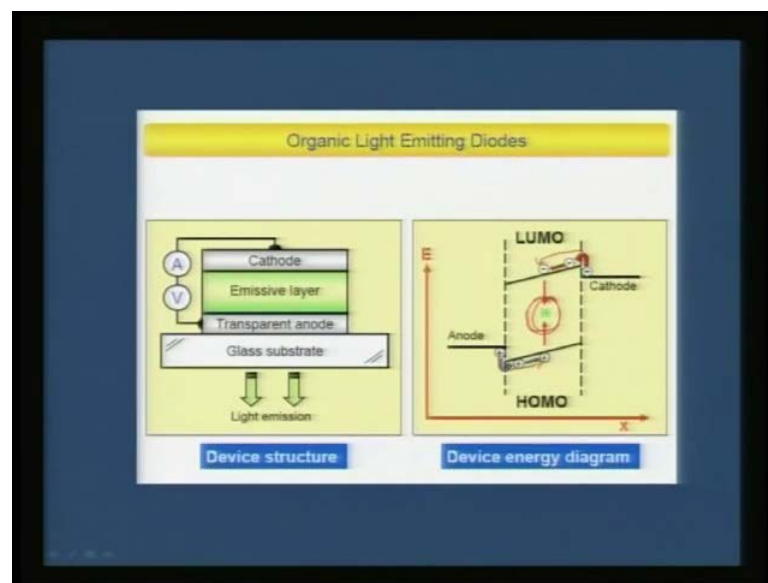 Organic Light Emitting Diodes
A
V
Cathode
Emissive layer
Transparent anode
Glass substrate
Light emission
Device structure
E
LUMO
Cathode
Anode
HOMO
X
Device energy diagram